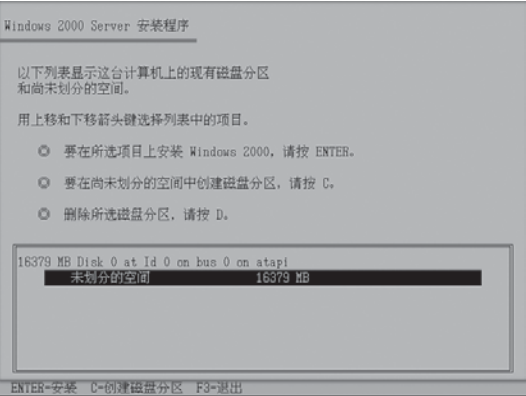 Windows 2000 Server 安装程序
以下列表显示这台计算机上的现有磁盘分区
和尚未划分的空间。
用上移和下移箭头键选择列表中的项目。
要在所选项目上安装 Windows 2000，请按 ENTER。
要在尚未划分的空间中创建磁盘分区，请按 C。
删除所选磁盘分区，请按 D。
16379 MB Disk 0 at Id 0 on bus 0 on atapi
未划分的空间 16379 MB
ENTER=安装 C=创建磁盘分区 F3=退出